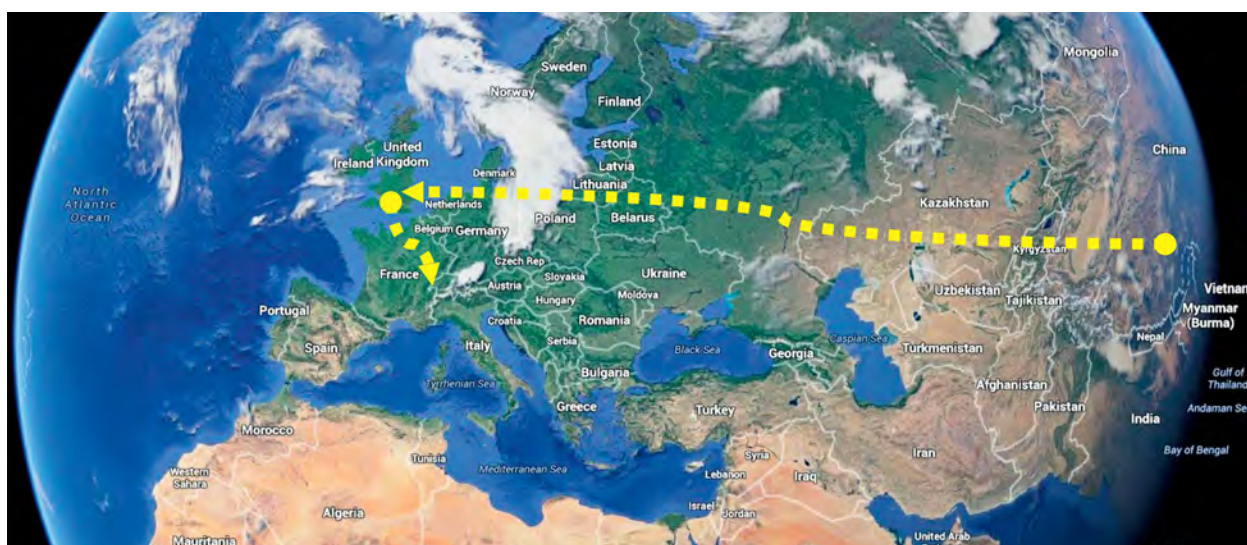 Mongolia
Sweden
Norway
Finland
Estonia
Latvia
Lithuania
United
Kingdom
Ireland
Denmark
China
North
Atlantic
Ocean
Netherlands
Poland
Belarus
Kazakhstan
Belgium
Germany
Kyrgyzstan
Czech Rep
France
Slovakia
Ukraine
Austria
Hungary
Moldova
Uzbekistan
Tajikistan
Vietnam
Myanmar
(Burma)
Portugal
Croatia
Romania
Nepal
Spain
Italy
Serbia
Black Sea
Georgia
Caspian Sea
Turkmenistan
Bulgaria
Tyrrhenian Sea
Gulf of
Thailand
Afghanistan
Greece
Turkey
Pakistan
India
Andaman Se
Morocco
Tunisia
Mediterranean Sea
Syria
Lebanon
Iraq
Iran
Bay of Bengal
Western
Sahara
Israel
Jordan
Algeria
United Arab
Mauritania